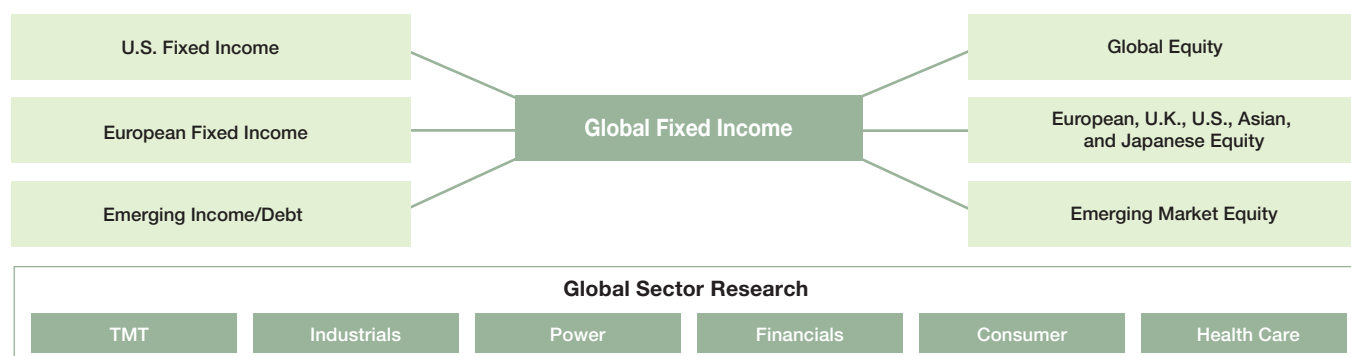 U.S. Fixed Income
European Fixed Income
Emerging Income/Debt
Global Fixed Income
Global Equity
European, U.K., U.S., Asian,
and Japanese Equity
Emerging Market Equity
Global Sector Research
TMT
Industrials
Power
Financials
Consumer
Health Care